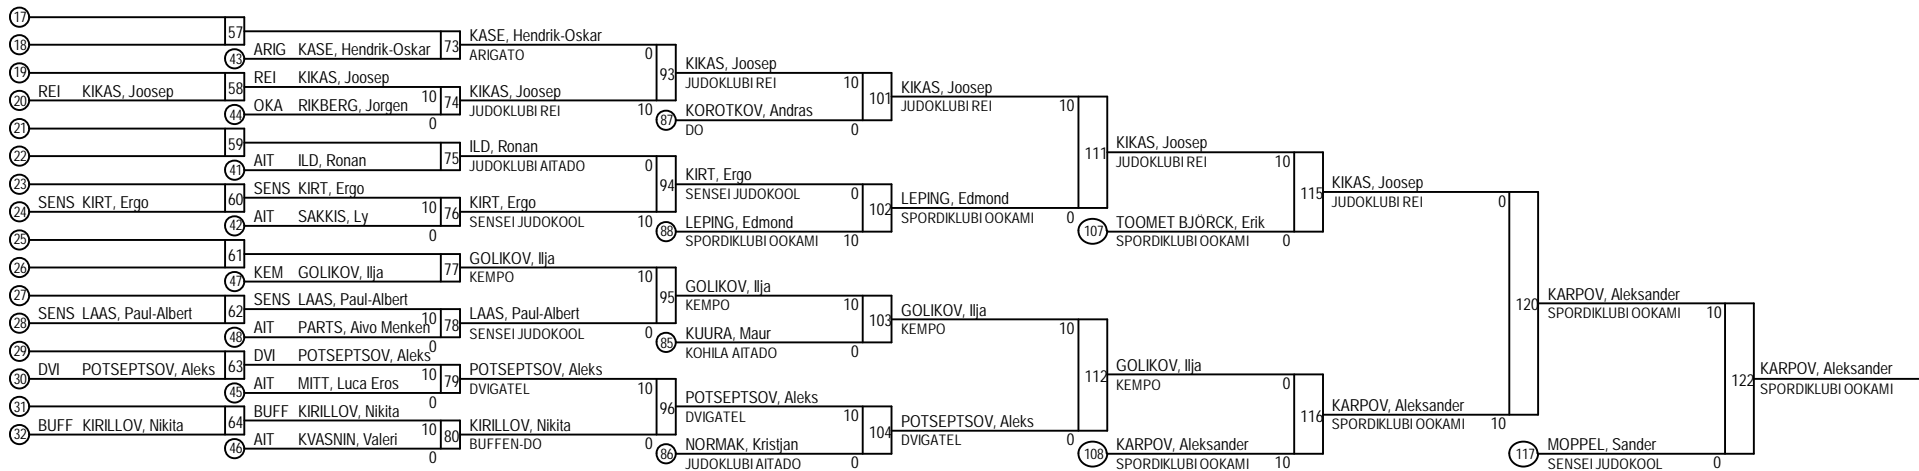 17
57
18
43 ARIG KASE, Hendrik-Oskar
73 KASE, Hendrik-Oskar
ARIGATO 0
19
58 REI KIKAS, Joosep 10
20 REI KIKAS, Joosep
44 OKA RIKBERG, Jorgen 0
74 KIKAS, Joosep
JUDOKLUBI REI 10
93 KIKAS, Joosep
JUDOKLUBI REI 10
87 KOROTKOV, Andras
DO 0
101 KIKAS, Joosep
JUDOKLUBI REI 10
21
59
22
41 AIT ILD, Ronan
75 ILD, Ronan
JUDOKLUBI AITADO 0
23
60 SENS KIRT, Ergo 10
24 SENS KIRT, Ergo
42 AIT SAKKIS, Ly 0
76 KIRT, Ergo
SENSEI JUDOKOOL 10
94 KIRT, Ergo
SENSEI JUDOKOOL 0
88 LEPING, Edmond
SPORDIKLUBI OOKAMI 10
102 LEPING, Edmond
SPORDIKLUBI OOKAMI 0
111 KIKAS, Joosep
JUDOKLUBI REI 10
107 TOOMET BJÖRCK, Erik
SPORDIKLUBI OOKAMI 0
115 KIKAS, Joosep
JUDOKLUBI REI 0
25
61
26
47 KEM GOLIKOV, Ilja
77 GOLIKOV, Ilja
KEMPO 10
27
62 SENS LAAS, Paul-Albert 10
28 SENS LAAS, Paul-Albert
48 AIT PARTS, Aivo Menken 0
78 LAAS, Paul-Albert
SENSEI JUDOKOOL 0
95 GOLIKOV, Ilja
KEMPO 10
85 KUURA, Maur
KOHILA AITADO 0
103 GOLIKOV, Ilja
KEMPO 10
29
63 DVI POTSEPTSOV, Aleks 10
30 DVI POTSEPTSOV, Aleks
45 AIT MITT, Luca Eros 0
79 POTSEPTSOV, Aleks
DVIGATEL 10
31
64 BUFF KIRILLOV, Nikita 10
32 BUFF KIRILLOV, Nikita
46 AIT KVASNIN, Valeri 0
80 KIRILLOV, Nikita
BUFFEN-DO 0
96 POTSEPTSOV, Aleks
DVIGATEL 10
86 NORMAK, Kristjan
JUDOKLUBI AITADO 0
104 POTSEPTSOV, Aleks
DVIGATEL 0
112 GOLIKOV, Ilja
KEMPO 0
108 KARPOV, Aleksander
SPORDIKLUBI OOKAMI 10
116 KARPOV, Aleksander
SPORDIKLUBI OOKAMI 10
120 KARPOV, Aleksander
SPORDIKLUBI OOKAMI 10
117 MOPPEL, Sander
SENSEI JUDOKOOL 0
122 KARPOV, Aleksander
SPORDIKLUBI OOKAMI